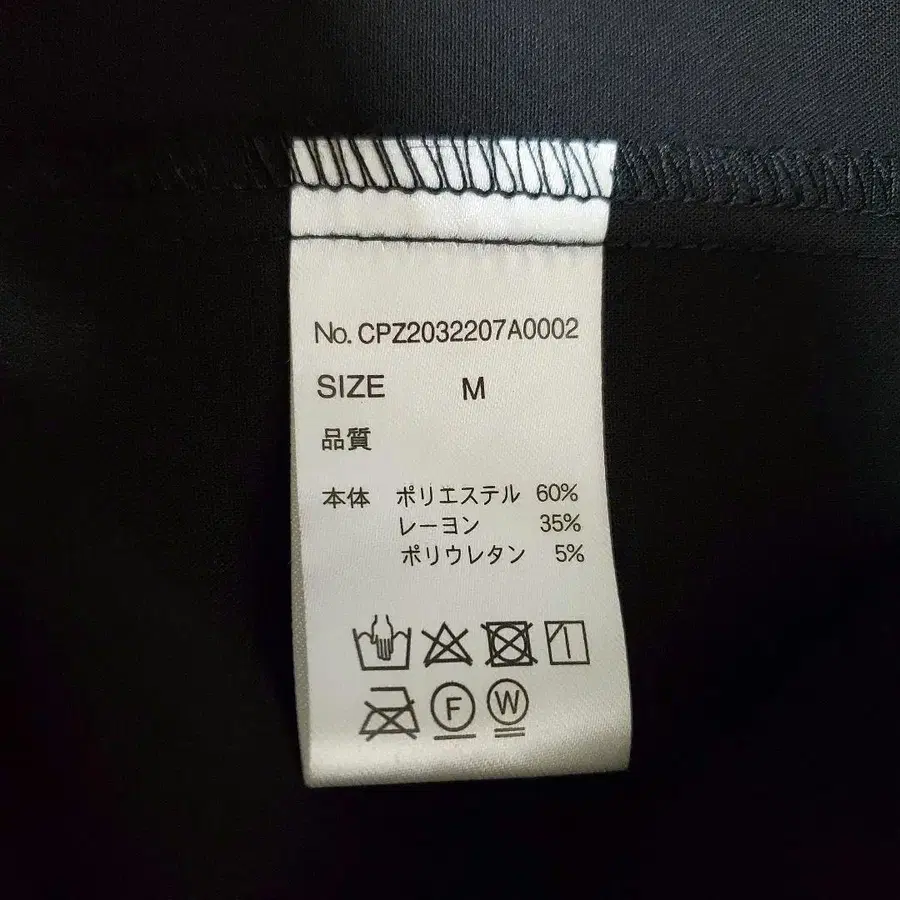 No. CPZ2032207A0002
SIZE M
品質
本体 ポリエステル 60%
レーヨン 35%
ポリウレタン 5%
F W